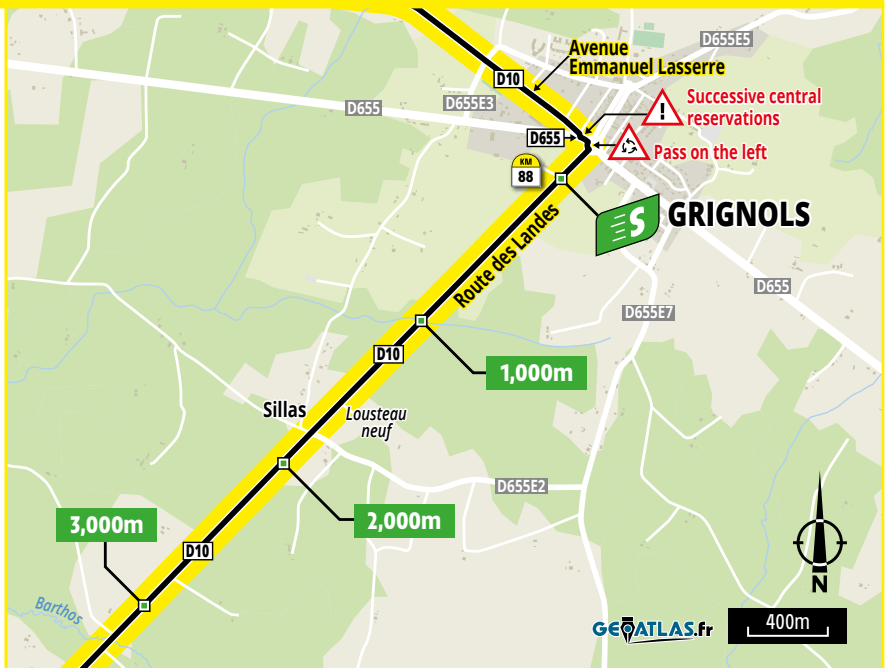 D655E5
Avenue
Emmanuel Lasserre
D10
D655
D655E3
Successive central
reservations
!
D655
Pass on the left
KM
88
S
GRIGNOLS
Route des Landes
D655
D655E7
D10
1,000m
Sillas
Lousteau
neuf
D655E2
2,000m
3,000m
D10
N
Barthos
GEOATLAS.fr
400m